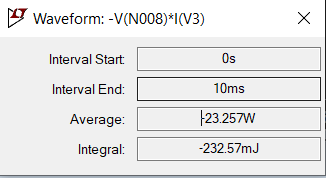 Waveform: -V(N008)*I(V3)
Interval Start: 0s
Interval End: 10ms
Average: -23.257W
Integral: -232.57mJ